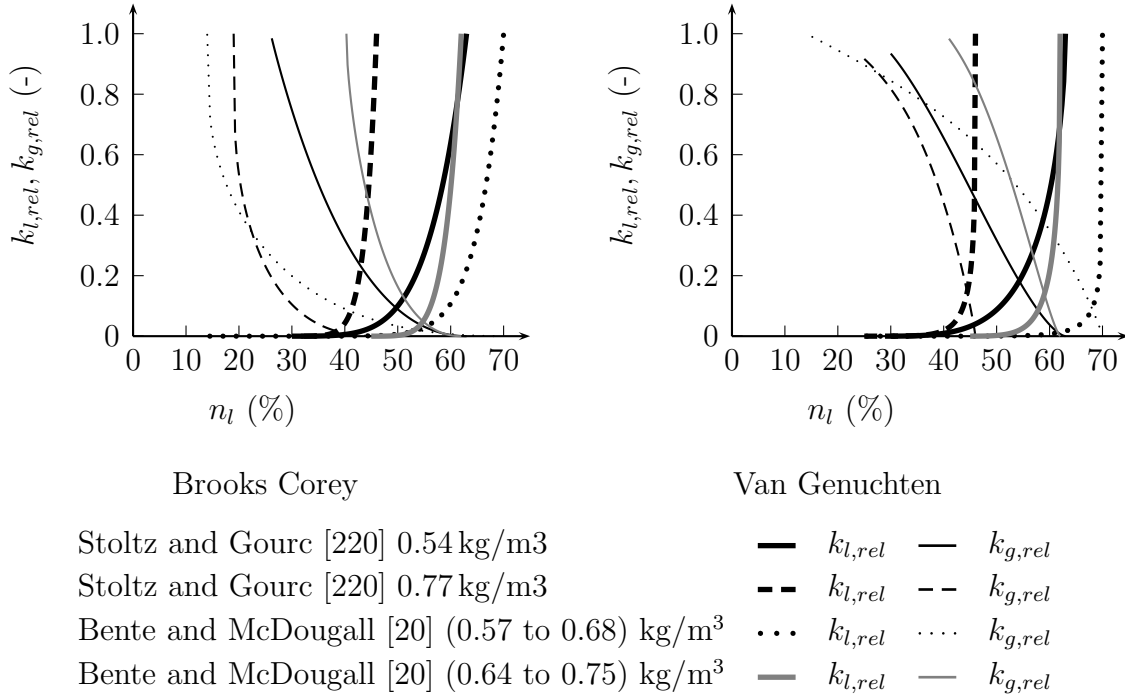 1.0
0.8
0.6
0.4
0.2
0
0 10 20 30 40 50 60 70
k_{l,rel}, k_{g,rel} (-)
n_l (%)
1.0
0.8
0.6
0.4
0.2
0
0 10 20 30 40 50 60 70
k_{l,rel}, k_{g,rel} (-)
n_l (%)
Brooks Corey
Van Genuchten
Stoltz and Gourc [220] 0.54 kg/m3 k_{l,rel} k_{g,rel}
Stoltz and Gourc [220] 0.77 kg/m3 k_{l,rel} k_{g,rel}
Bente and McDougall [20] (0.57 to 0.68) kg/m³ k_{l,rel} k_{g,rel}
Bente and McDougall [20] (0.64 to 0.75) kg/m³ k_{l,rel} k_{g,rel}